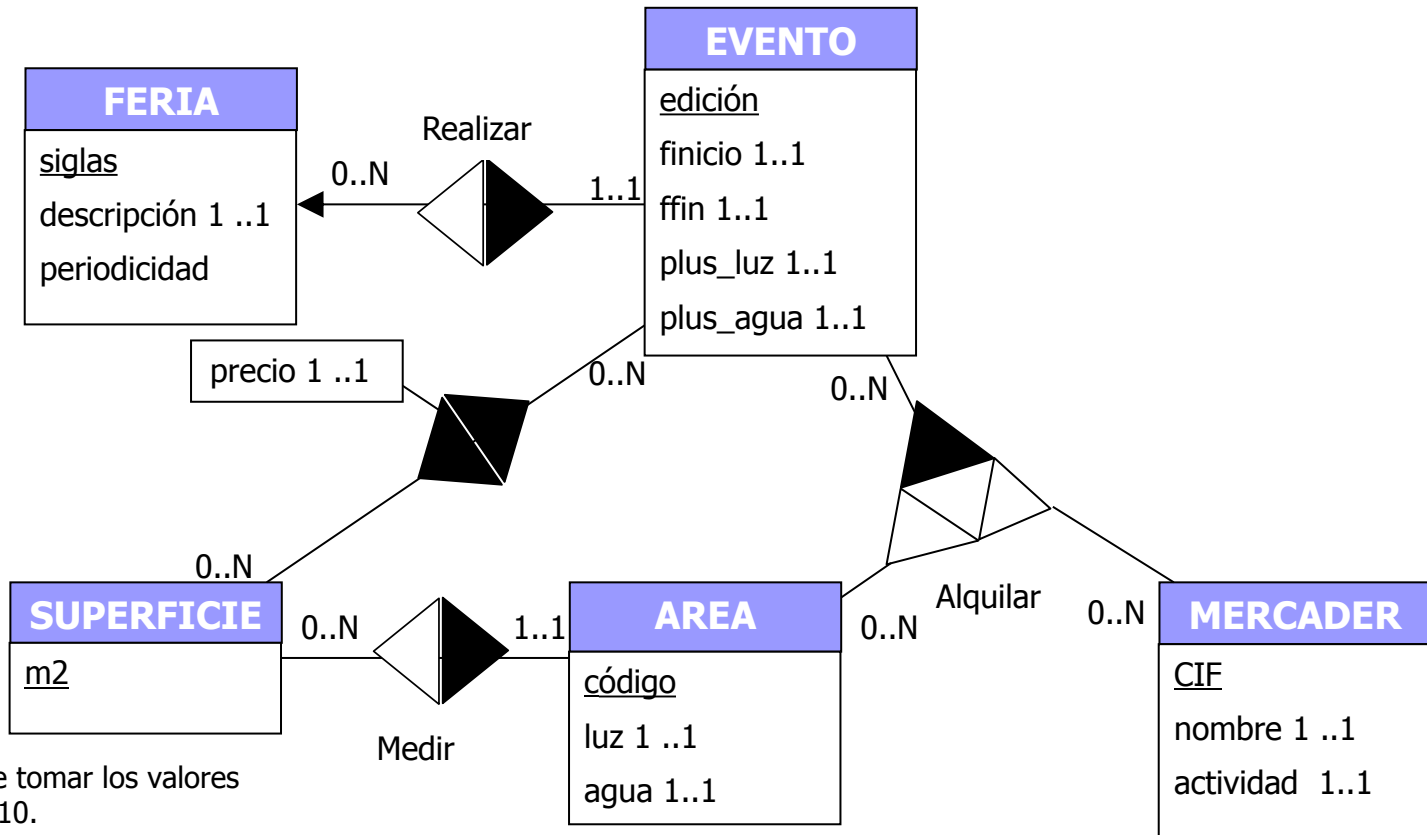 EVENTO
edición
finicio 1..1
ffin 1..1
plus_luz 1..1
plus_agua 1..1
FERIA
siglas
descripción 1 ..1
periodicidad
Realizar
0..N
1..1
precio 1 ..1
0..N
0..N
0..N
SUPERFICIE
m2
0..N
1..1
Medir
AREA
código
luz 1 ..1
agua 1..1
0..N
Alquilar
0..N
MERCADER
CIF
nombre 1 ..1
actividad 1..1
e tomar los valores
10.